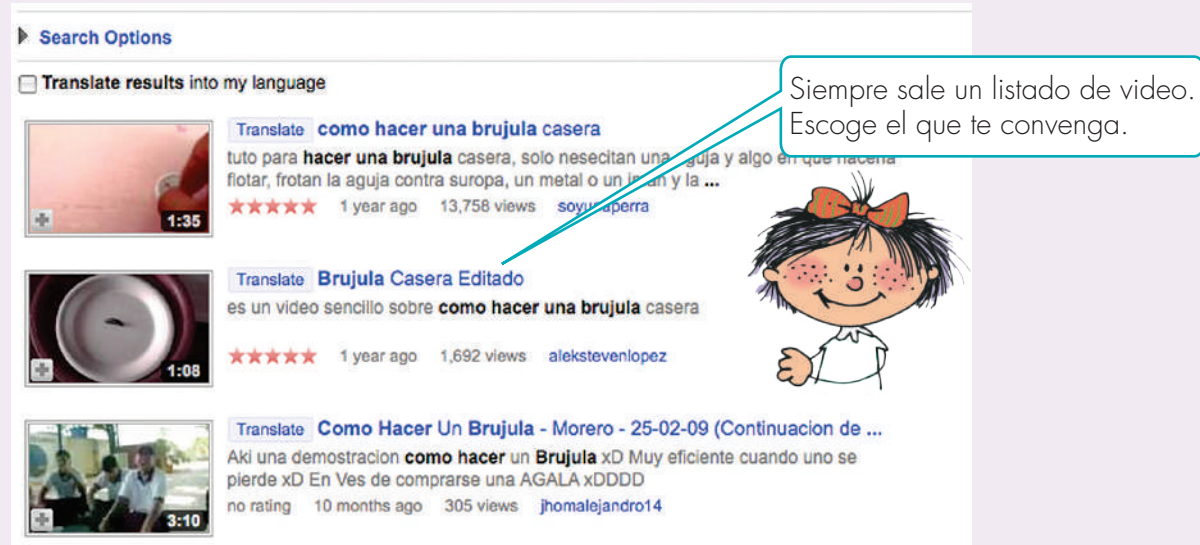 Search Options
Translate results into my language
Siempre sale un listado de video.
Escoge el que te convenga.
Translate como hacer una brujula casera
tuto para hacer una brujula casera, solo nesecitan una aguja y algo en que hacerla
flotar, frotan la aguja contra suropa, un metal o un iman y la ...
1:35
1 year ago 13,758 views
Translate Brujula Casera Editado
es un video sencillo sobre como hacer una brujula casera
1:08
1 year ago 1,692 views alekstevenlopez
Translate Como Hacer Un Brujula - Morero - 25-02-09 (Continuacion de ...
Aki una demostracion como hacer un Brujula xD Muy eficiente cuando uno se
pierde xD En Ves de comprarse una AGALA xDDDD
3:10
no rating 10 months ago 305 views jhomalejandro14